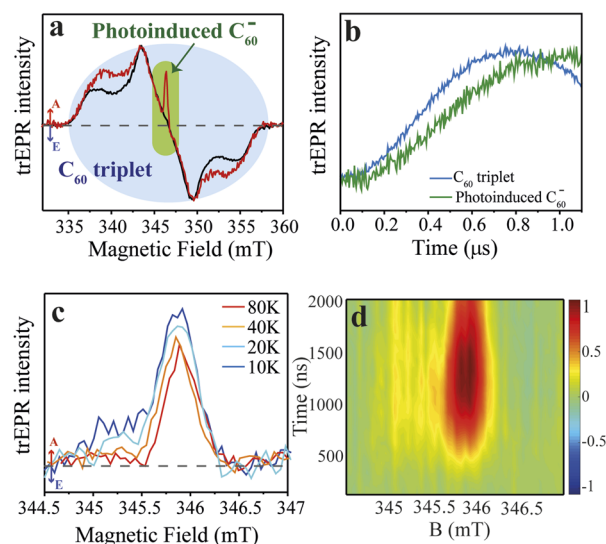 a
Photoinduced C60-
A
E
C60 triplet
trEPR intensity
335 340 345 350 355 360
Magnetic Field (mT)
b
trEPR intensity
C60 triplet
Photoinduced C60-
0.0 0.2 0.4 0.6 0.8 1.0
Time (μs)
c
80K
40K
20K
10K
A
E
trEPR intensity
344.5 345 345.5 346 346.5 347
Magnetic Field (mT)
d
2000
1500
1000
500
Time (ns)
345 345.5 346 346.5
B (mT)
1
0.5
0
-0.5
-1